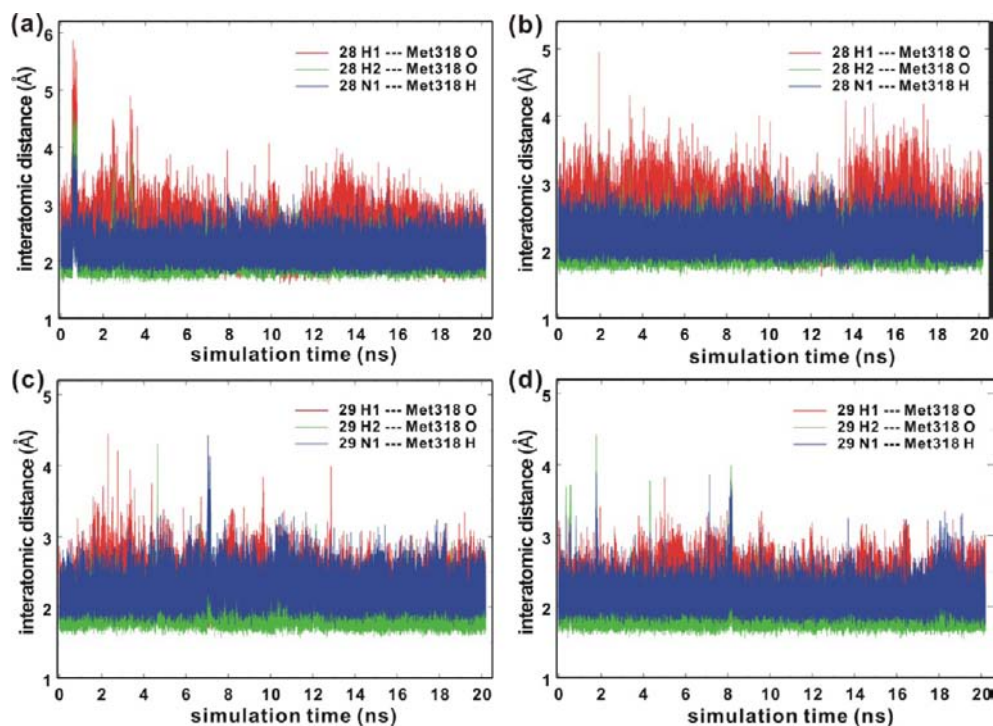 (a)
28 H1 --- Met318 O
28 H2 --- Met318 O
28 N1 --- Met318 H
interatomic distance (Å)
6
5
4
3
2
1
0 2 4 6 8 10 12 14 16 18 20
simulation time (ns)
(b)
28 H1 --- Met318 O
28 H2 --- Met318 O
28 N1 --- Met318 H
interatomic distance (Å)
5
4
3
2
1
0 2 4 6 8 10 12 14 16 18 20
simulation time (ns)
(c)
29 H1 --- Met318 O
29 H2 --- Met318 O
29 N1 --- Met318 H
interatomic distance (Å)
5
4
3
2
1
0 2 4 6 8 10 12 14 16 18 20
simulation time (ns)
(d)
29 H1 --- Met318 O
29 H2 --- Met318 O
29 N1 --- Met318 H
interatomic distance (Å)
5
4
3
2
1
0 2 4 6 8 10 12 14 16 18 20
simulation time (ns)